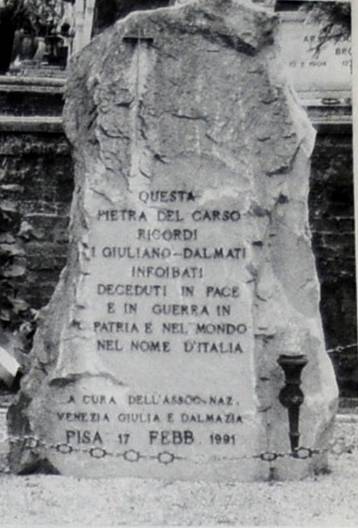 QUESTA
PIETRA DEL CARSO
RICORDI
I GIULIANO-DALMATI
INFOIBATI
DECEDUTI IN PACE
E IN GUERRA IN
PATRIA E NEL MONDO
NEL NOME D'ITALIA
A CURA DELL'ASSOC. NAZ.
VENEZIA GIULIA E DALMAZIA
PISA 17 FEBB. 1991